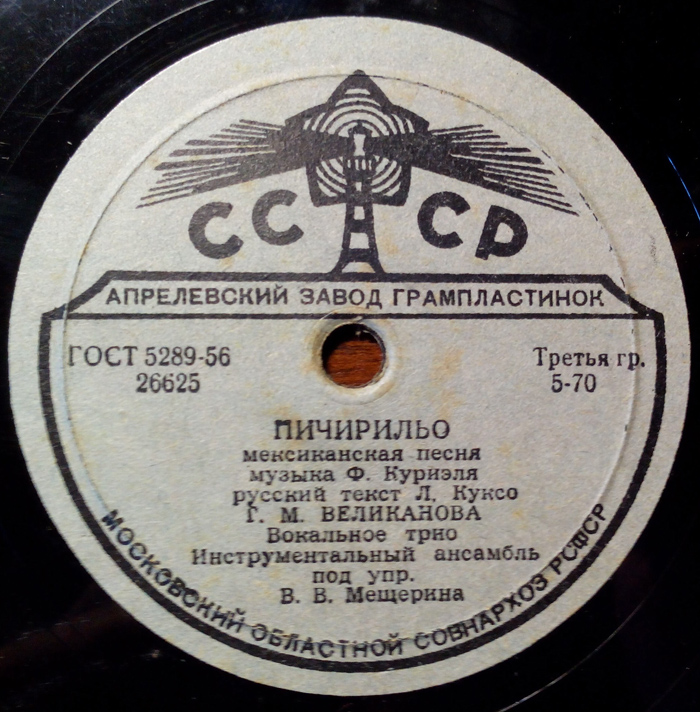 СССР
АПРЕЛЕВСКИЙ ЗАВОД ГРАМПЛАСТИНОК
ГОСТ 5289-56
26625
Третья гр.
5-70
ПИЧИРИЛЬО
мексиканская песня
музыка Ф. Куриэля
русский текст Л. Куксо
Г. М. ВЕЛИКАНОВА
Вокальное трио
Инструментальный ансамбль
под упр.
В. В. Мещерина
МОСКОВСКИЙ ОБЛАСТНОЙ СОВНАРХОЗ РСФСР